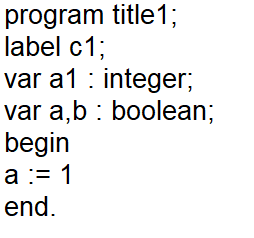 program title1;
label c1;
var a1 : integer;
var a,b : boolean;
begin
a := 1
end.